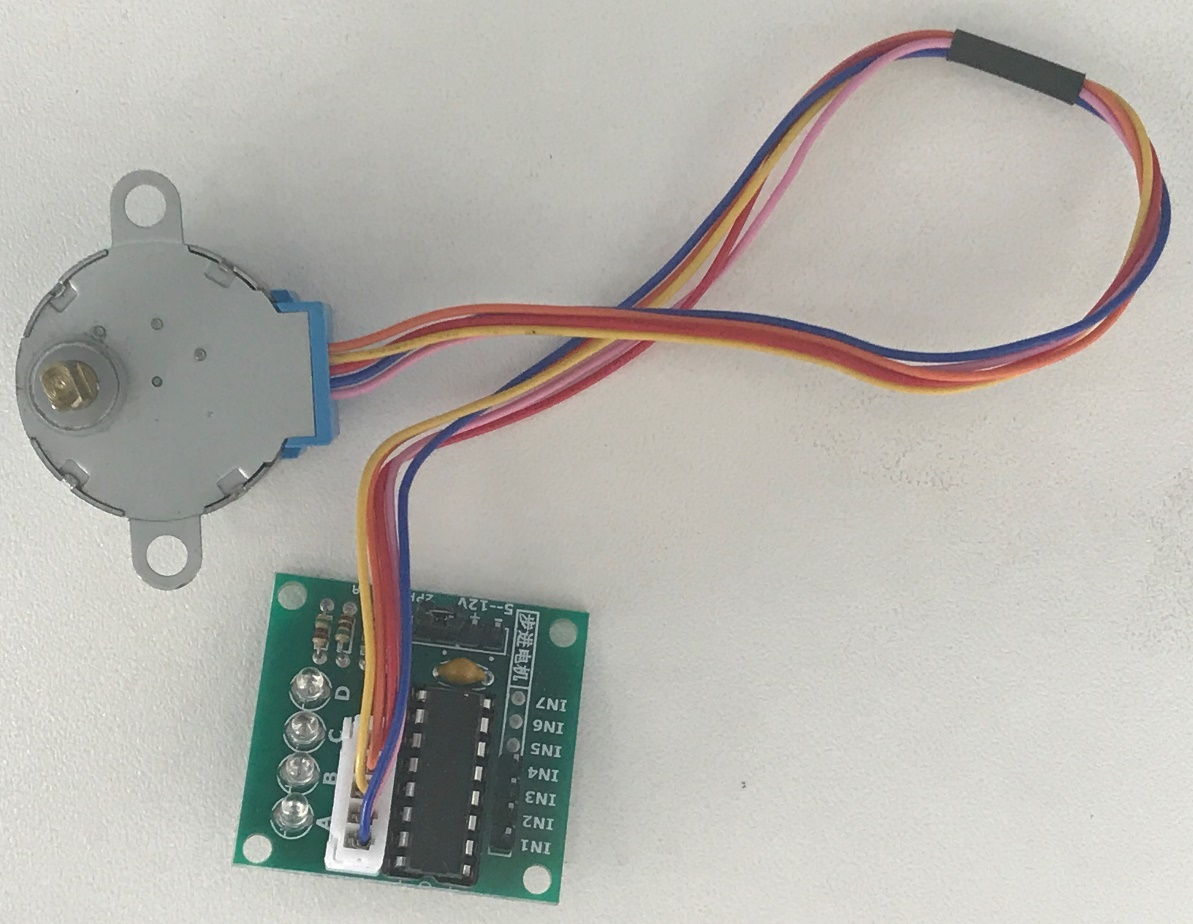 5--12V
- +
步进电机
IN7
IN6
IN5
IN4
IN3
IN2
IN1
D
C
B
A